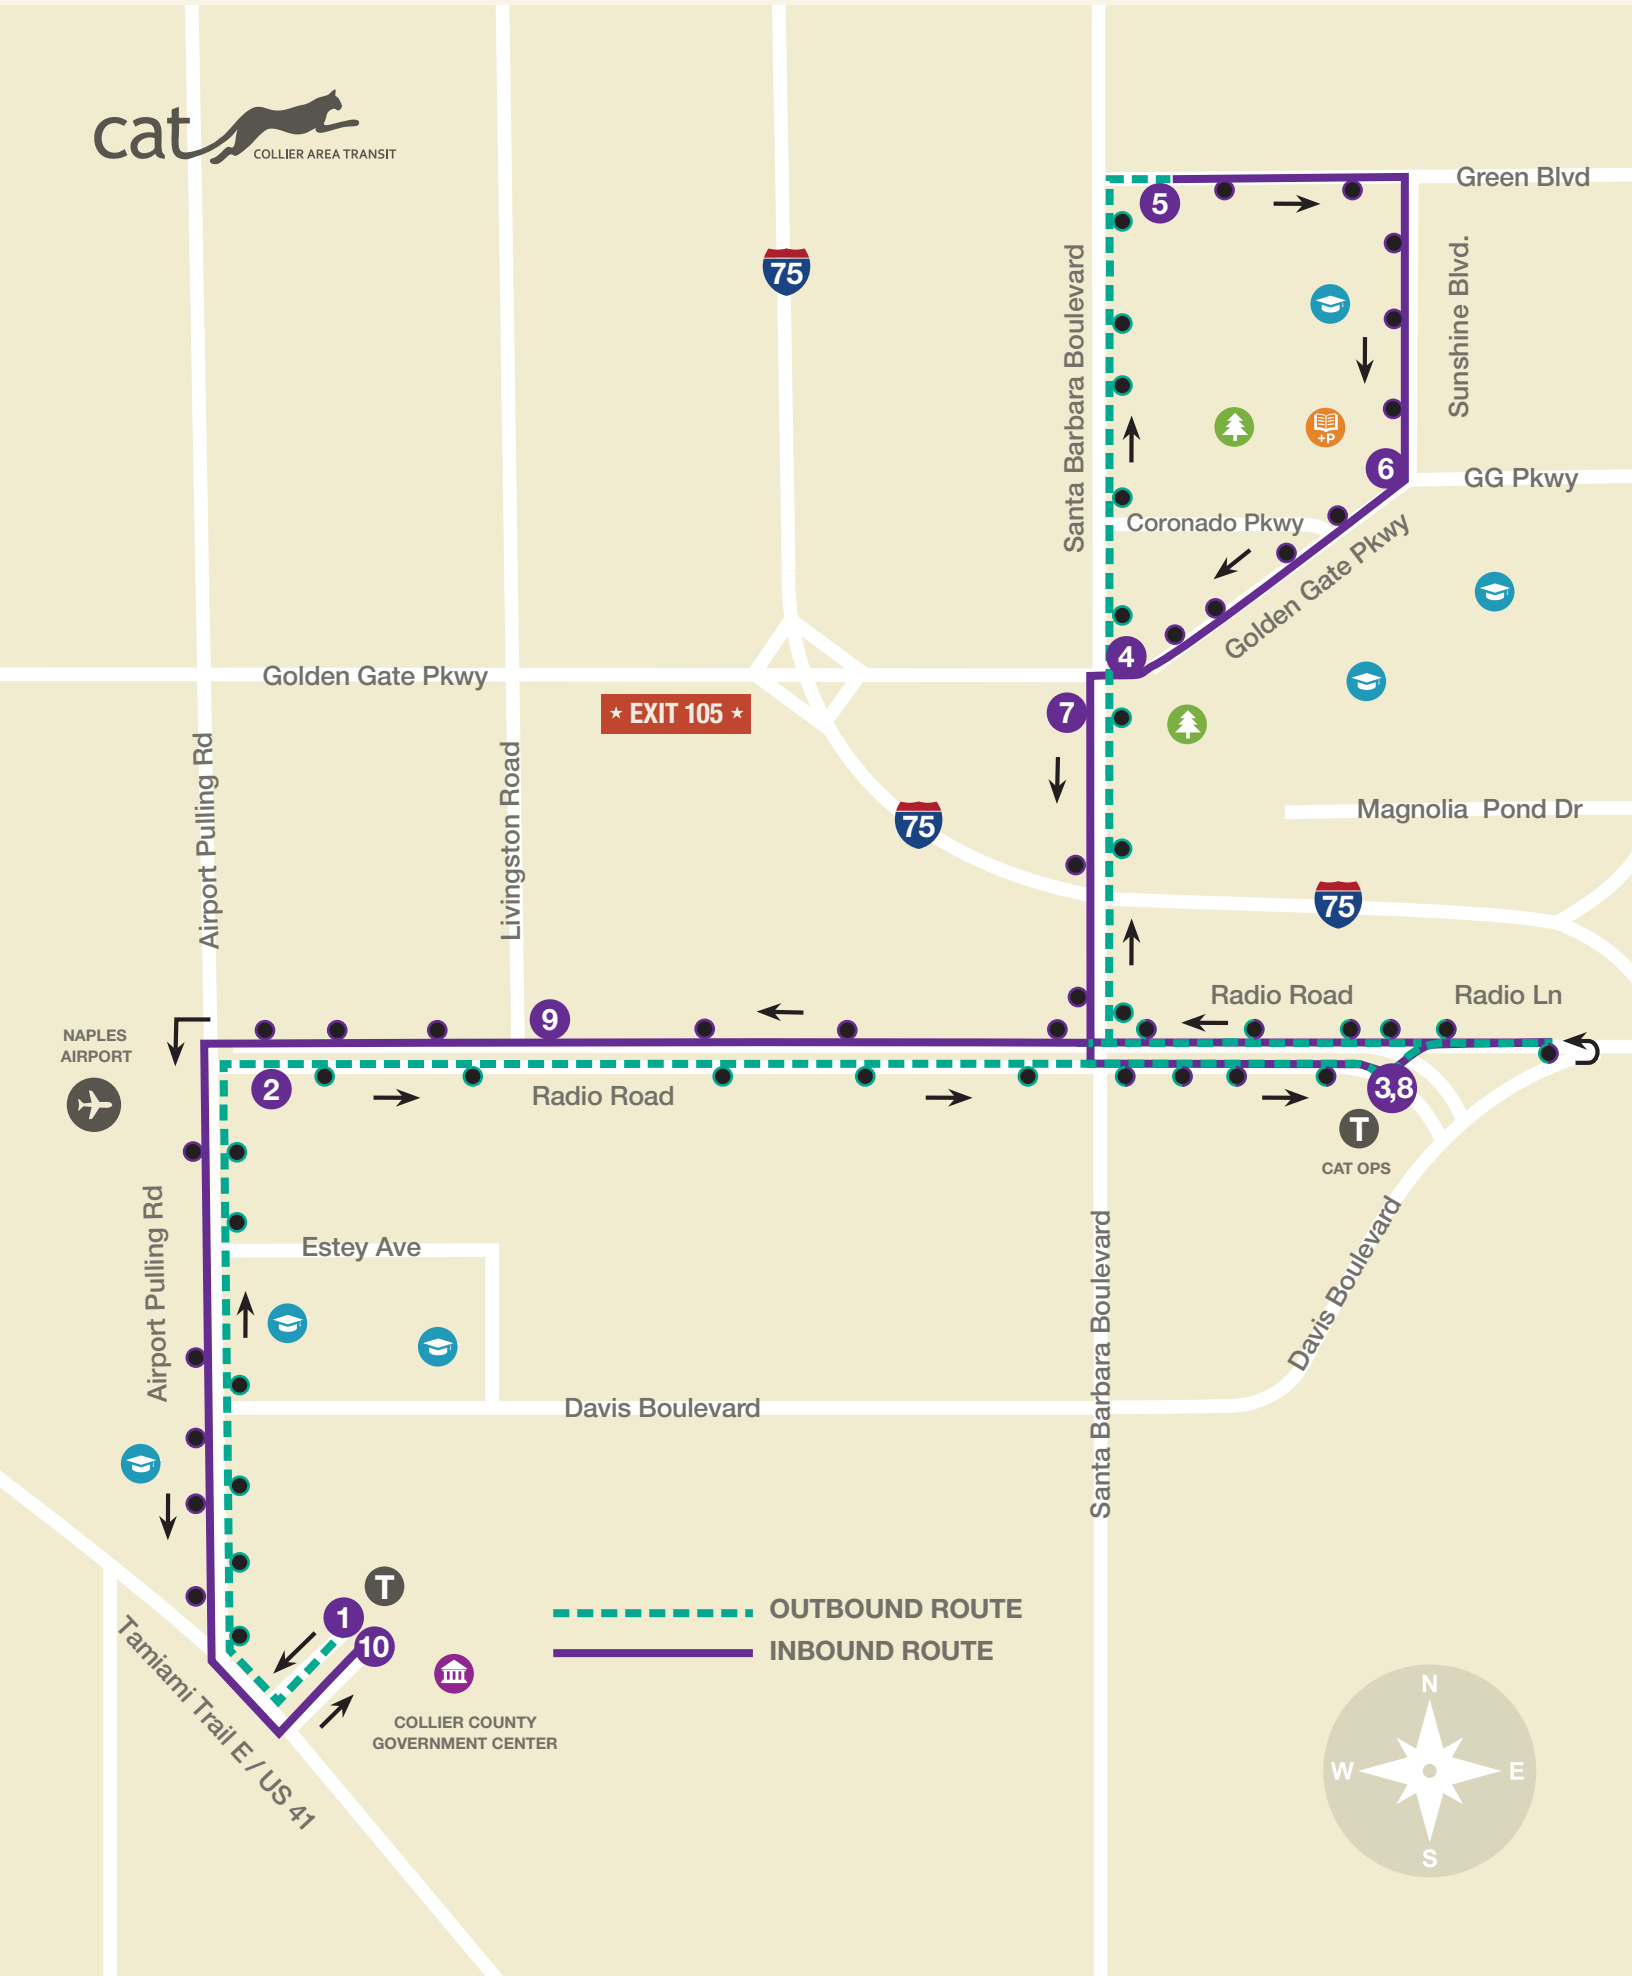 cat
COLLIER AREA TRANSIT
Green Blvd
5
75
Santa Barbara Boulevard
Sunshine Blvd.
+P
6
GG Pkwy
Coronado Pkwy
Golden Gate Pkwy
4
Golden Gate Pkwy
EXIT 105
7
Airport Pulling Rd
Livingston Road
75
Magnolia Pond Dr
75
Radio Road
Radio Ln
9
NAPLES
AIRPORT
2
Radio Road
3,8
T
CAT OPS
Airport Pulling Rd
Estey Ave
Santa Barbara Boulevard
Davis Boulevard
Davis Boulevard
T
1
10
OUTBOUND ROUTE
INBOUND ROUTE
Tamiami Trail E / US 41
COLLIER COUNTY
GOVERNMENT CENTER
N
W
E
S